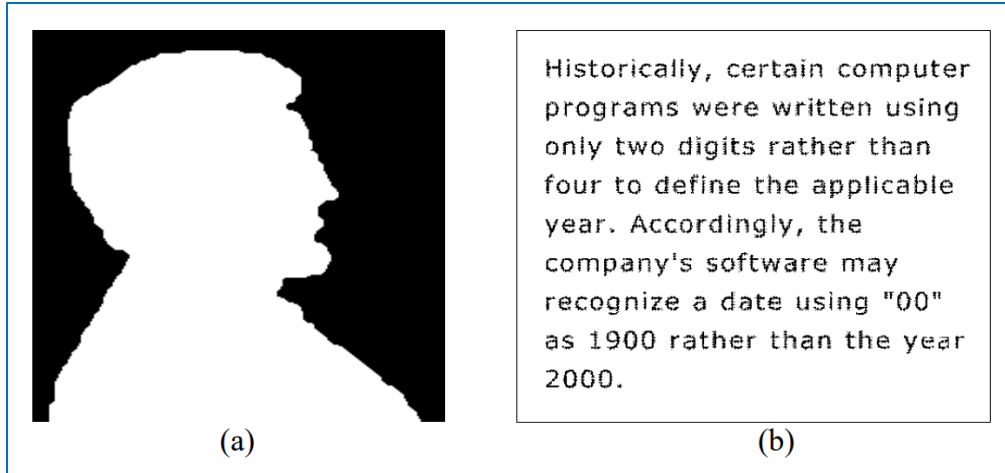 Historically, certain computer
programs were written using
only two digits rather than
four to define the applicable
year. Accordingly, the
company's software may
recognize a date using "00"
as 1900 rather than the year
2000.
(a)
(b)